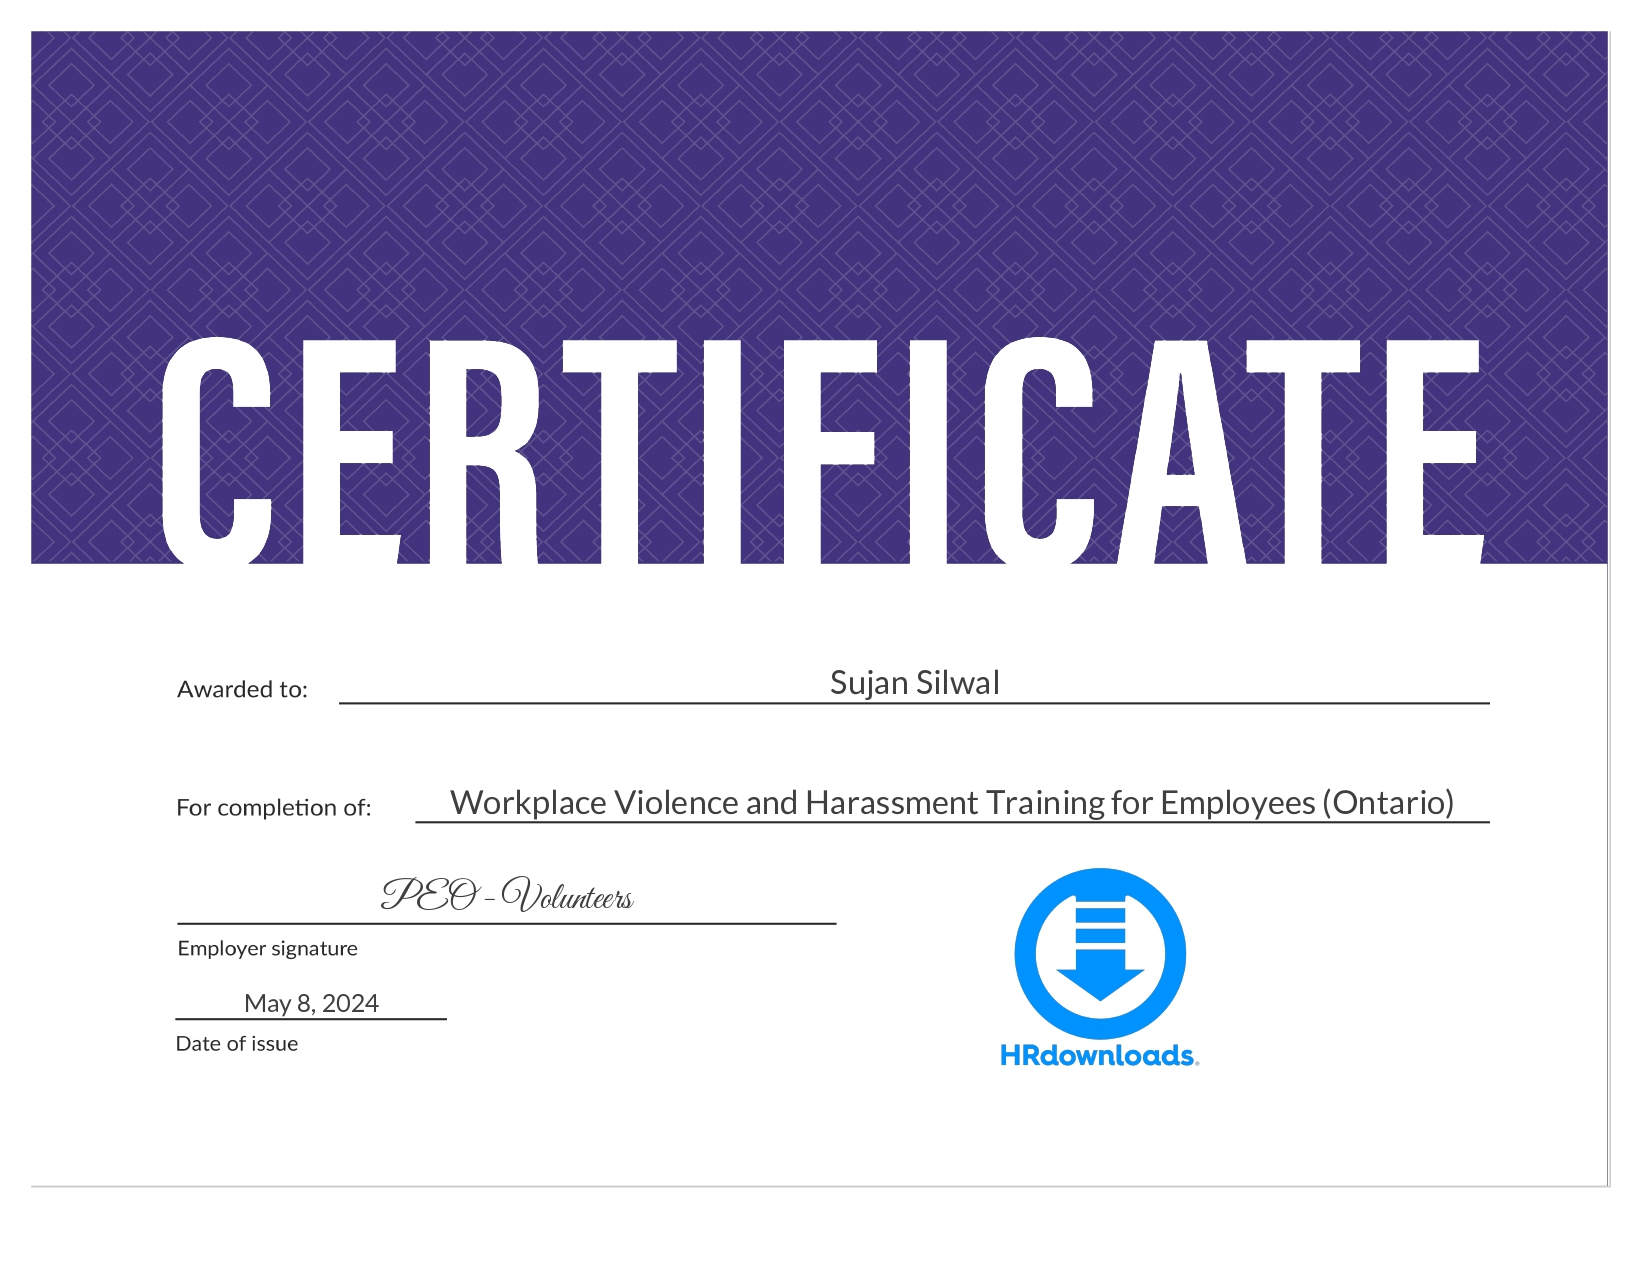 CERTIFICATE
Awarded to: Sujan Silwal
For completion of: Workplace Violence and Harassment Training for Employees (Ontario)
PEO - Volunteers
Employer signature
May 8, 2024
Date of issue
HRdownloads®